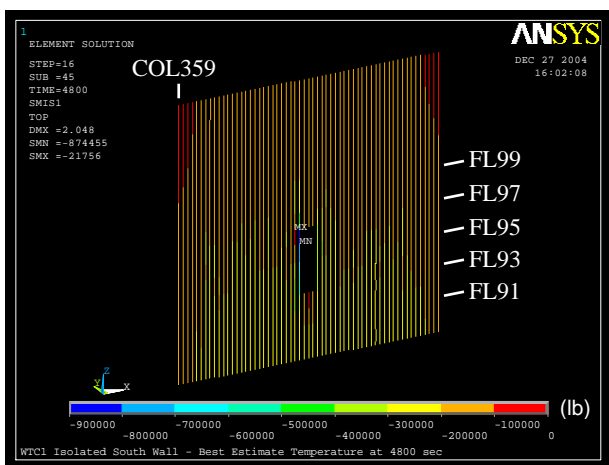 1
ANSYS
ELEMENT SOLUTION
DEC 27 2004
16:02:08
STEP=16
SUB =45
TIME=4800
SMIS1
TOP
DMX =2.048
SMN =-874455
SMX =-21756
COL359
FL99
FL97
FL95
FL93
FL91
MX
MN
Z
Y X
(lb)
-900000 -700000 -500000 -300000 -100000
-800000 -600000 -400000 -200000 0
WTC1 Isolated South Wall - Best Estimate Temperature at 4800 sec